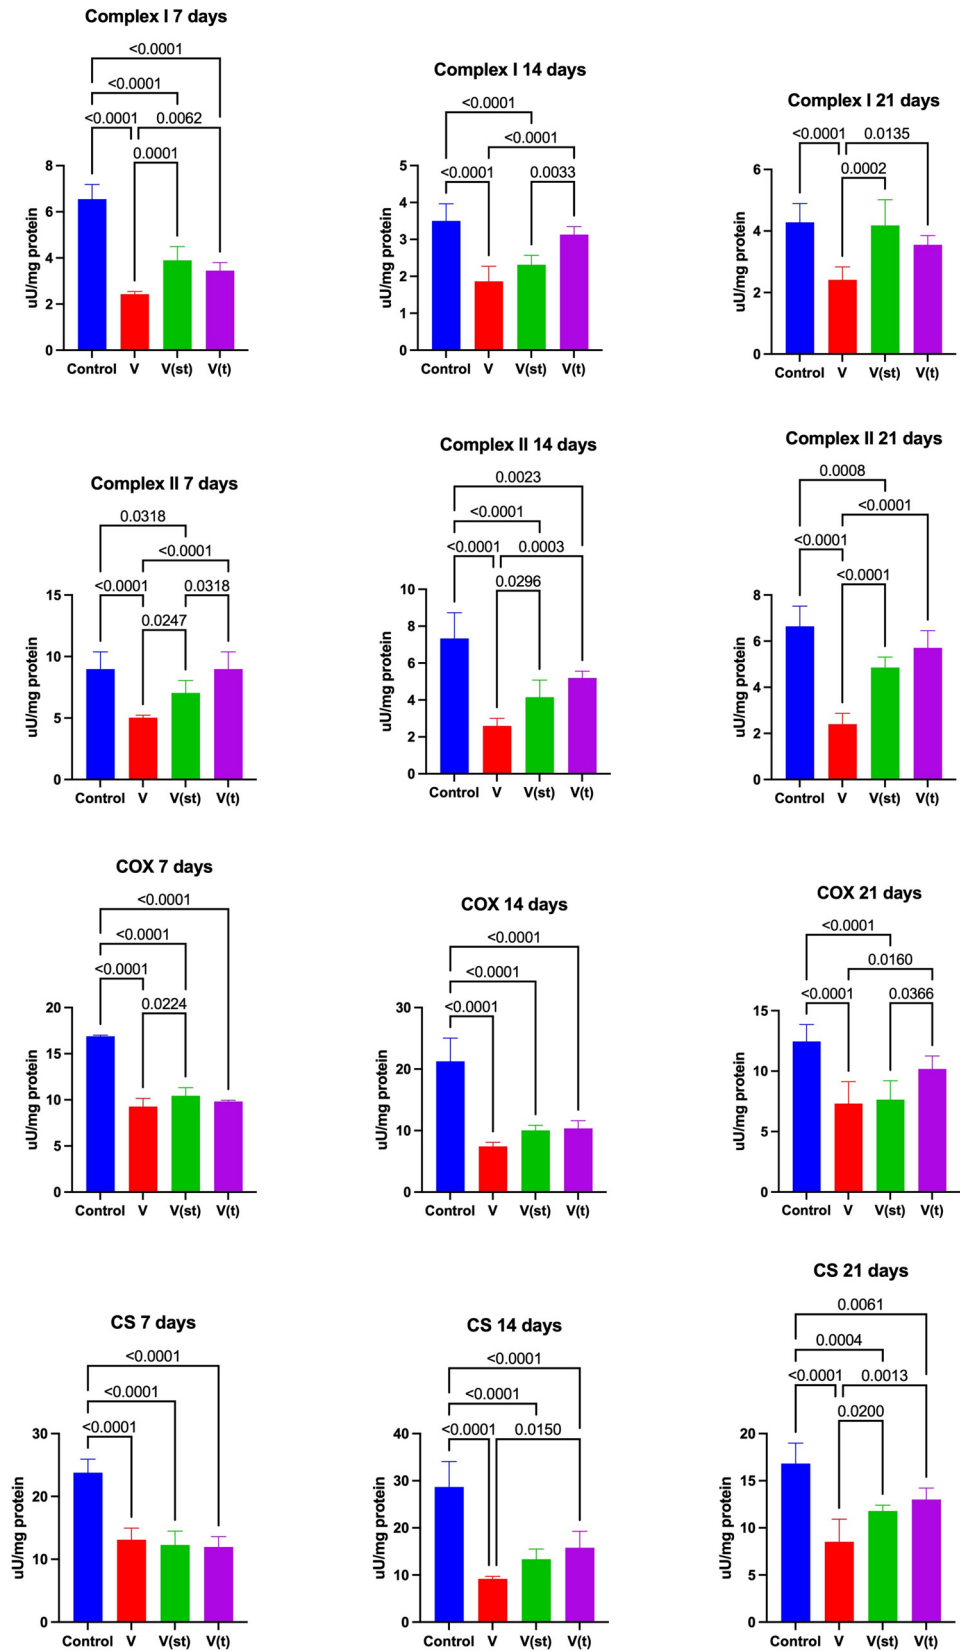 Complex I 7 days
<0.0001
<0.0001
<0.0001 0.0062
0.0001
uU/mg protein
8
6
4
2
0
Control V V(st) V(t)
Complex I 14 days
<0.0001
<0.0001
<0.0001 0.0033
uU/mg protein
5
4
3
2
1
0
Control V V(st) V(t)
Complex I 21 days
<0.0001 0.0135
0.0002
uU/mg protein
6
4
2
0
Control V V(st) V(t)
Complex II 7 days
0.0318
<0.0001
<0.0001 0.0318
0.0247
uU/mg protein
15
10
5
0
Control V V(st) V(t)
Complex II 14 days
0.0023
<0.0001
<0.0001 0.0003
0.0296
uU/mg protein
10
8
6
4
2
0
Control V V(st) V(t)
Complex II 21 days
0.0008
<0.0001
<0.0001
<0.0001
uU/mg protein
8
6
4
2
0
Control V V(st) V(t)
COX 7 days
<0.0001
<0.0001
<0.0001
0.0224
uU/mg protein
20
15
10
5
0
Control V V(st) V(t)
COX 14 days
<0.0001
<0.0001
<0.0001
uU/mg protein
30
20
10
0
Control V V(st) V(t)
COX 21 days
<0.0001
0.0160
<0.0001 0.0366
uU/mg protein
15
10
5
0
Control V V(st) V(t)
CS 7 days
<0.0001
<0.0001
<0.0001
uU/mg protein
30
20
10
0
Control V V(st) V(t)
CS 14 days
<0.0001
<0.0001
<0.0001 0.0150
uU/mg protein
40
30
20
10
0
Control V V(st) V(t)
CS 21 days
0.0061
0.0004
<0.0001 0.0013
0.0200
uU/mg protein
20
15
10
5
0
Control V V(st) V(t)